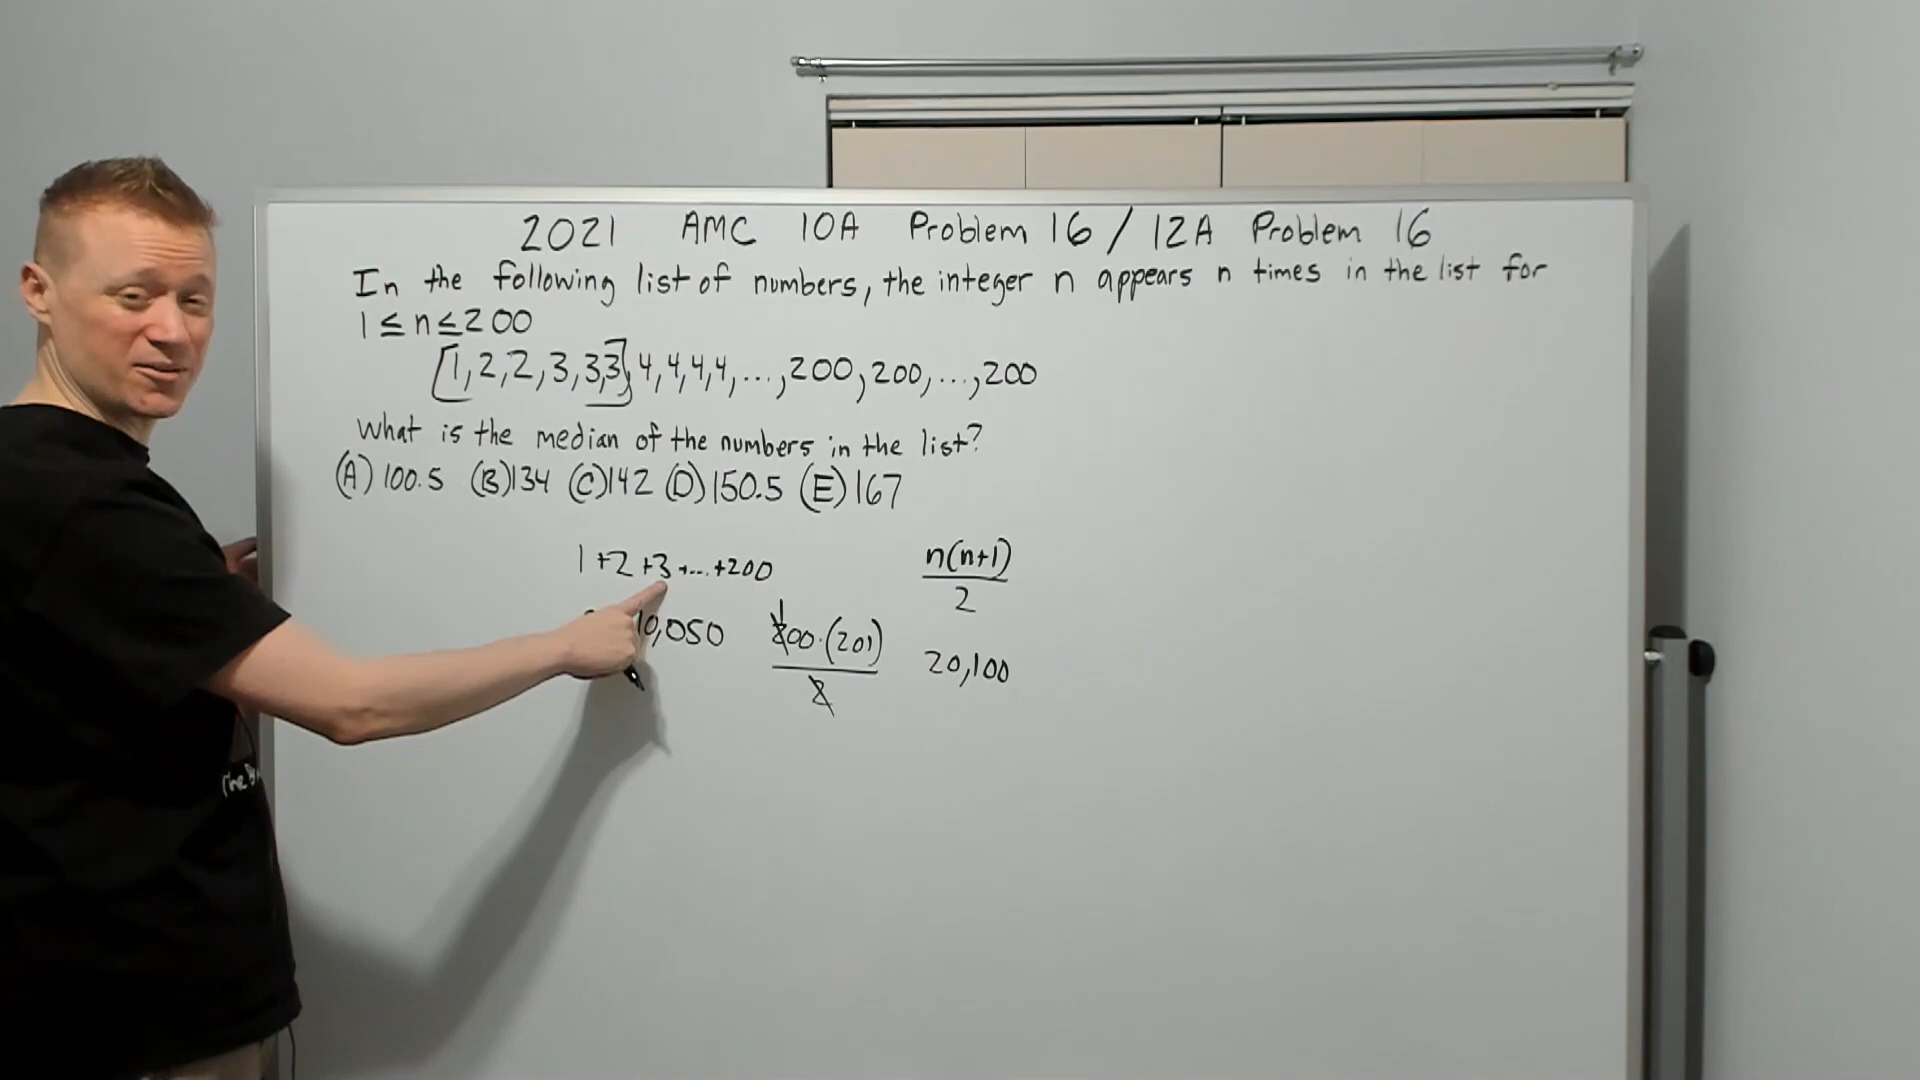 2021 AMC 10A Problem 16 / 12A Problem 16
In the following list of numbers, the integer n appears n times in the list for
1 ≤ n ≤ 200
[1, 2, 2, 3, 3, 3], 4, 4, 4, 4, ..., 200, 200, ..., 200
What is the median of the numbers in the list?
(A) 100.5 (B) 134 (C) 142 (D) 150.5 (E) 167
1 + 2 + 3 + ... + 200
n(n+1)
2
10,050
200·(201)
2
1
20,100
The